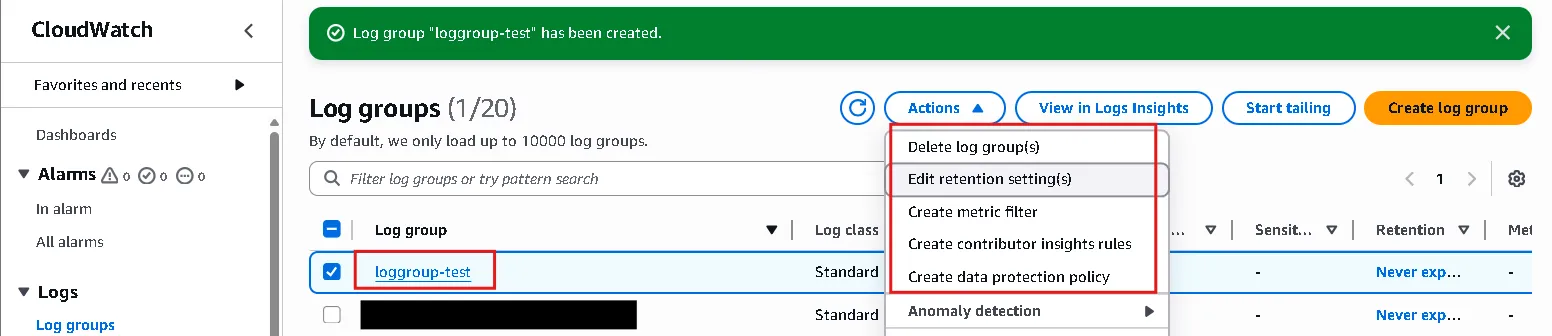 CloudWatch
Favorites and recents
Dashboards
Alarms 0 0 0
In alarm
All alarms
Logs
Log groups
Log group "loggroup-test" has been created.
Log groups (1/20)
By default, we only load up to 10000 log groups.
Actions
View in Logs Insights
Start tailing
Create log group
Filter log groups or try pattern search
1
Delete log group(s)
Edit retention setting(s)
Create metric filter
Create contributor insights rules
Create data protection policy
Anomaly detection
Log group Log class ... Sensit... Retention Met
loggroup-test Standard - Never exp... -
Standard - Never exp... -